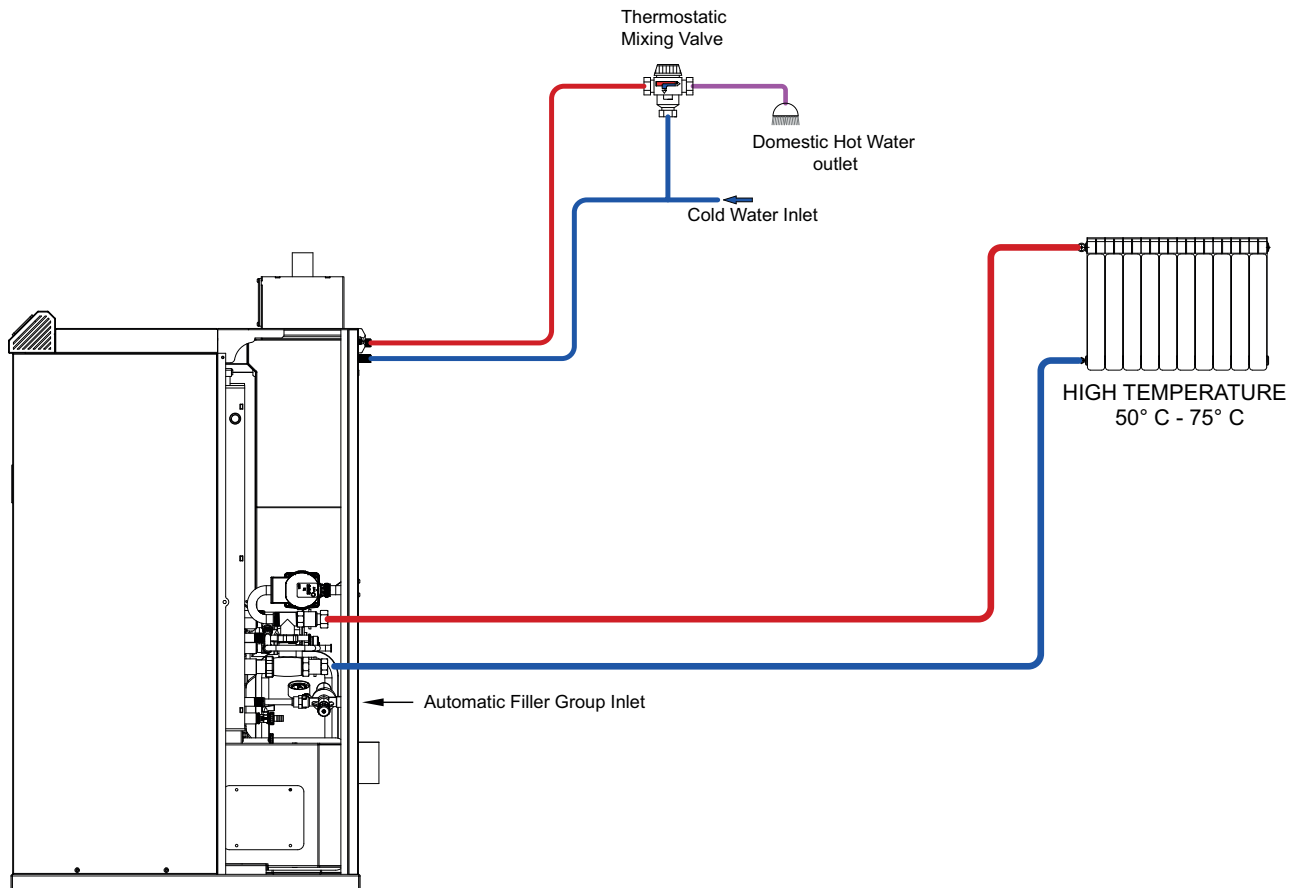 Thermostatic
Mixing Valve
Domestic Hot Water
outlet
Cold Water Inlet
HIGH TEMPERATURE
50° C - 75° C
Automatic Filler Group Inlet